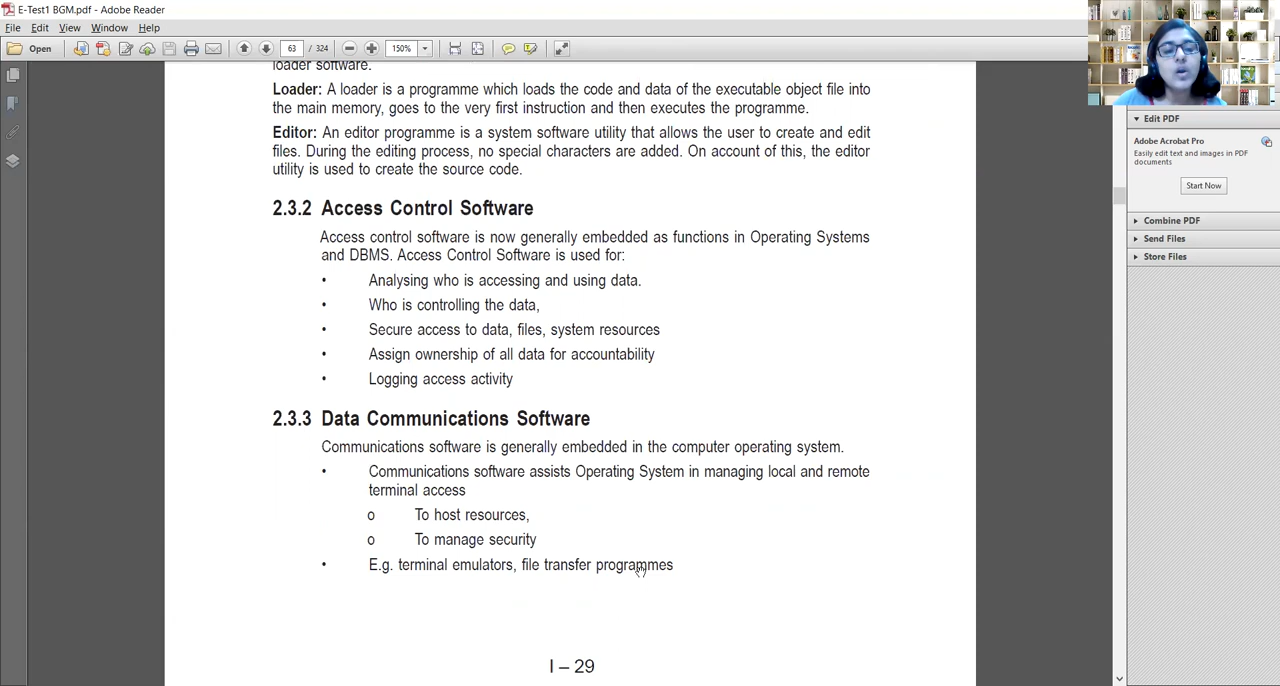 E-Test1 BGM.pdf - Adobe Reader
File Edit View Window Help
Open 63 / 324 150%
loader software.
Loader: A loader is a programme which loads the code and data of the executable object file into
the main memory, goes to the very first instruction and then executes the programme.
Editor: An editor programme is a system software utility that allows the user to create and edit
files. During the editing process, no special characters are added. On account of this, the editor
utility is used to create the source code.
2.3.2 Access Control Software
Access control software is now generally embedded as functions in Operating Systems
and DBMS. Access Control Software is used for:
• Analysing who is accessing and using data.
• Who is controlling the data,
• Secure access to data, files, system resources
• Assign ownership of all data for accountability
• Logging access activity
2.3.3 Data Communications Software
Communications software is generally embedded in the computer operating system.
• Communications software assists Operating System in managing local and remote
terminal access
o To host resources,
o To manage security
• E.g. terminal emulators, file transfer programmes
I – 29
Edit PDF
Adobe Acrobat Pro
Easily edit text and images in PDF
documents
Start Now
Combine PDF
Send Files
Store Files